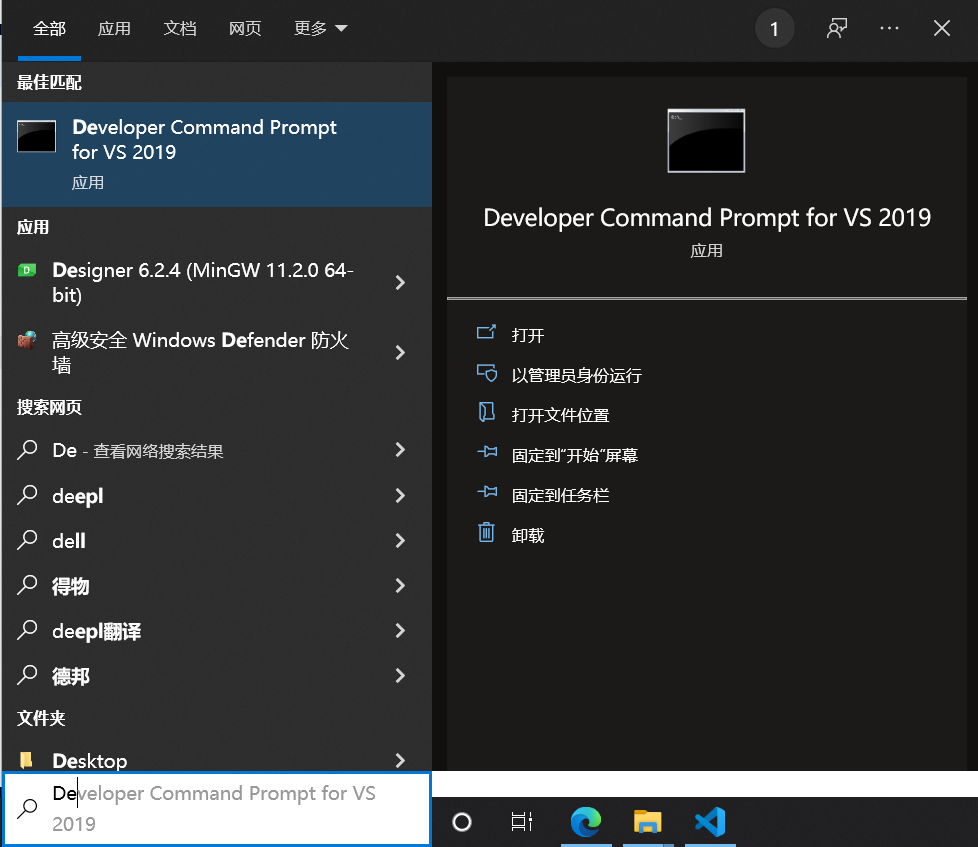 全部 应用 文档 网页 更多 1
最佳匹配
Developer Command Prompt
for VS 2019
应用
应用
Designer 6.2.4 (MinGW 11.2.0 64-
bit)
高级安全 Windows Defender 防火
墙
搜索网页
De - 查看网络搜索结果
deepl
dell
得物
deepl翻译
德邦
文件夹
Desktop
Developer Command Prompt for VS
2019
Developer Command Prompt for VS 2019
应用
打开
以管理员身份运行
打开文件位置
固定到“开始”屏幕
固定到任务栏
卸载